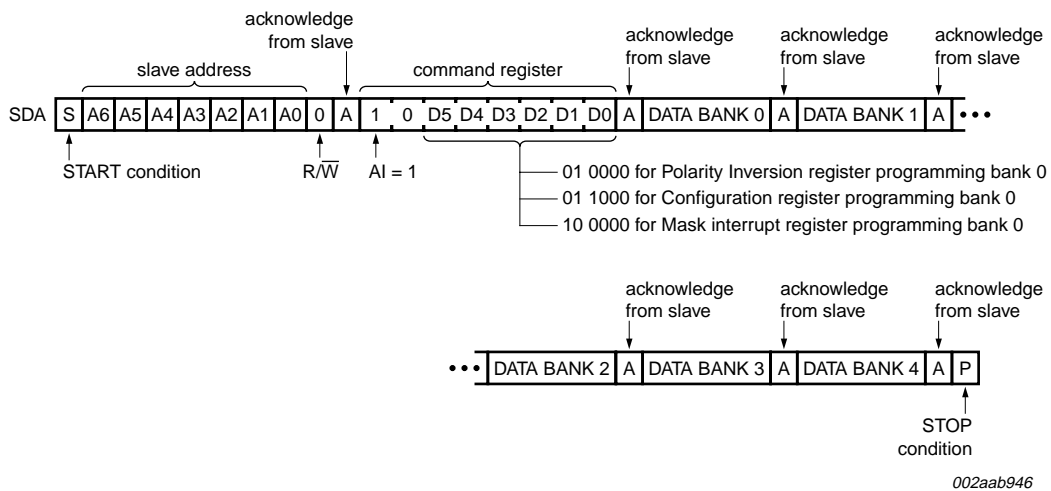 acknowledge
from slave
slave address
command register
acknowledge
from slave
acknowledge
from slave
acknowledge
from slave
SDA S A6 A5 A4 A3 A2 A1 A0 0 A 1 0 D5 D4 D3 D2 D1 D0 A DATA BANK 0 A DATA BANK 1 A •••
START condition
R/W̅
AI = 1
01 0000 for Polarity Inversion register programming bank 0
01 1000 for Configuration register programming bank 0
10 0000 for Mask interrupt register programming bank 0
acknowledge
from slave
acknowledge
from slave
acknowledge
from slave
••• DATA BANK 2 A DATA BANK 3 A DATA BANK 4 A P
STOP
condition
002aab946